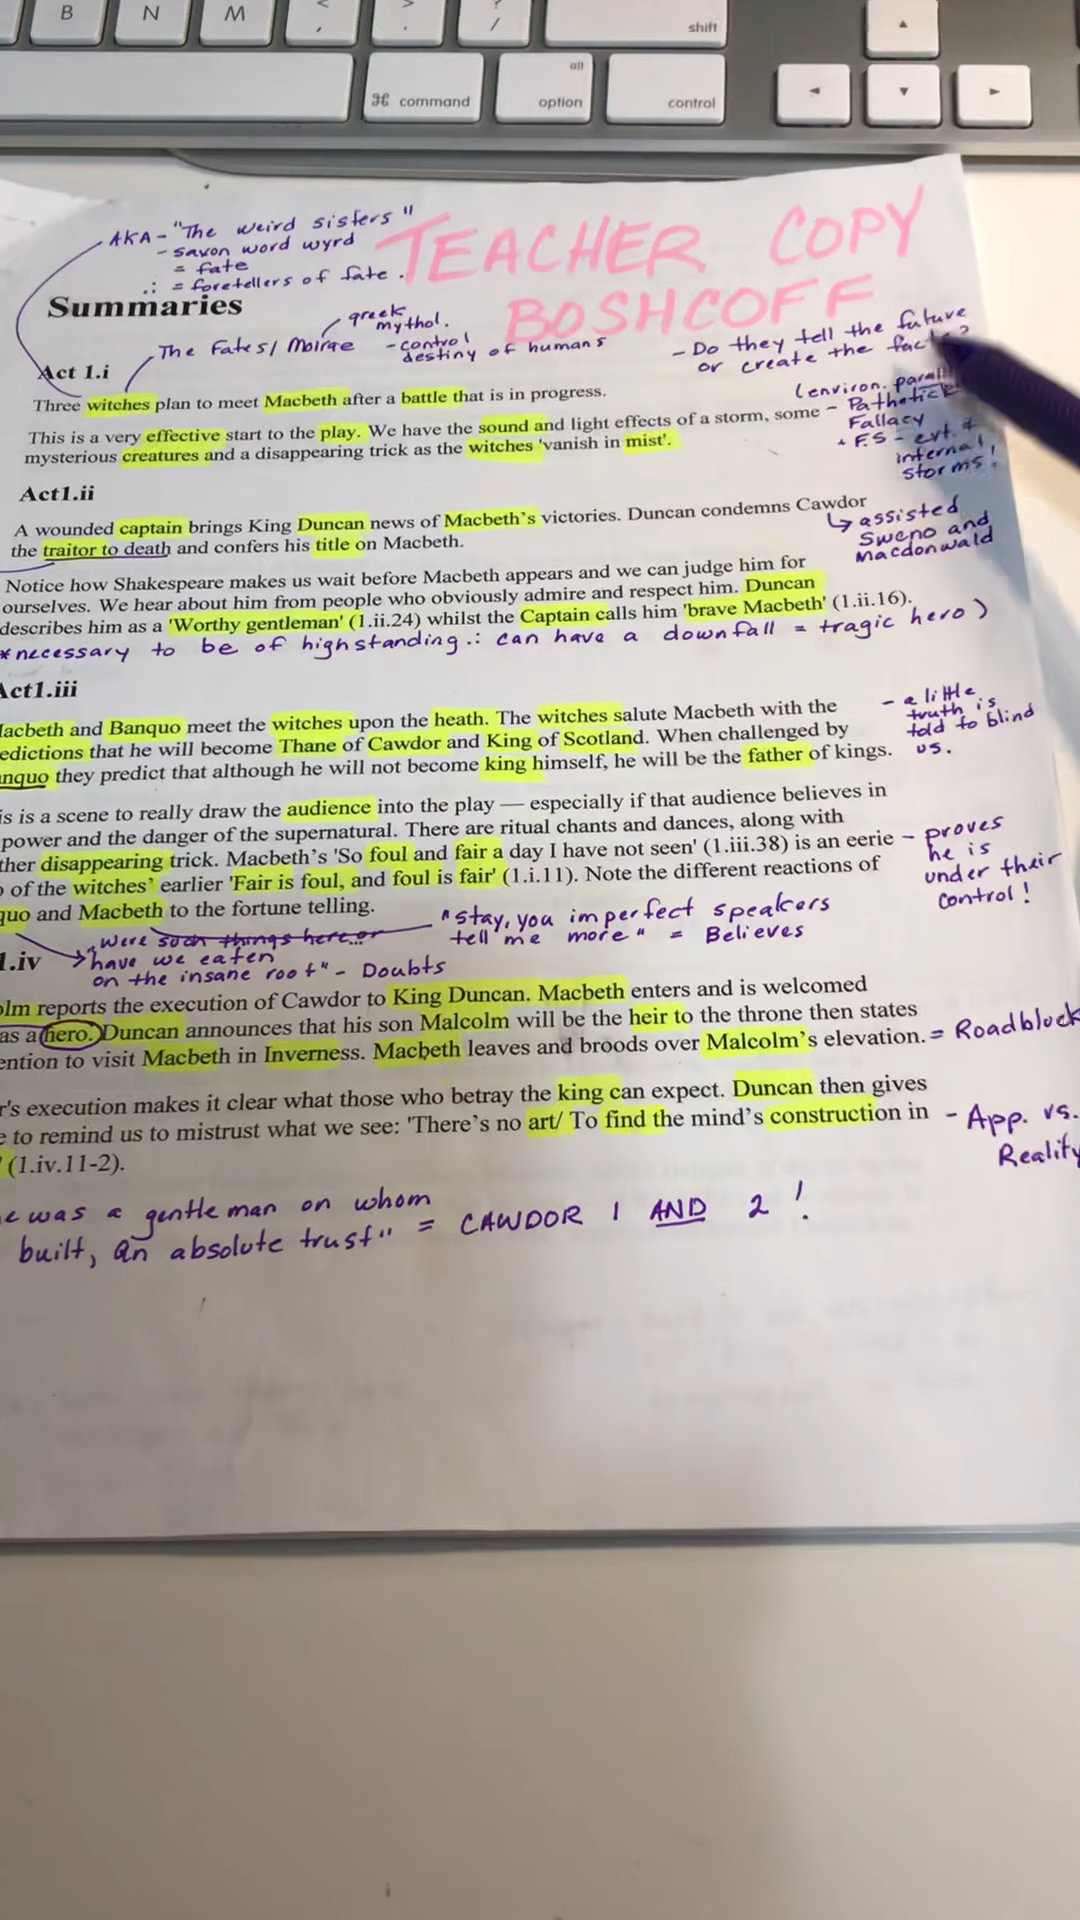 B N M < , > . ? / shift
⌘ command alt option control
AKA - "The weird sisters"
- saxon word wyrd
= fate
∴ = foretellers of fate.
TEACHER COPY
BOSHCOFF
Summaries
greek
mythol.
The Fates/ Moirae - control
destiny of humans
- Do they tell the future
or create the
Act 1.i
Three witches plan to meet Macbeth after a battle that is in progress.
(environ.
- Pathetic
Fallacy
+ F.S - ext. &
internal
storms!
This is a very effective start to the play. We have the sound and light effects of a storm, some
mysterious creatures and a disappearing trick as the witches 'vanish in mist'.
Act1.ii
A wounded captain brings King Duncan news of Macbeth's victories. Duncan condemns Cawdor
the traitor to death and confers his title on Macbeth.
↳ assisted
Sweno and
Macdonwald
Notice how Shakespeare makes us wait before Macbeth appears and we can judge him for
ourselves. We hear about him from people who obviously admire and respect him. Duncan
describes him as a 'Worthy gentleman' (1.ii.24) whilst the Captain calls him 'brave Macbeth' (1.ii.16).
* necessary to be of high standing ∴ can have a downfall = tragic hero)
Act1.iii
Macbeth and Banquo meet the witches upon the heath. The witches salute Macbeth with the
edictions that he will become Thane of Cawdor and King of Scotland. When challenged by
nquo they predict that although he will not become king himself, he will be the father of kings.
- a little
truth is
told to blind
us.
is is a scene to really draw the audience into the play — especially if that audience believes in
power and the danger of the supernatural. There are ritual chants and dances, along with
ther disappearing trick. Macbeth's 'So foul and fair a day I have not seen' (1.iii.38) is an eerie
o of the witches' earlier 'Fair is foul, and foul is fair' (1.i.11). Note the different reactions of
quo and Macbeth to the fortune telling.
- proves
he is
under their
control!
"Stay, you imperfect speakers
tell me more" = Believes
"were such things here... or
have we eaten
on the insane root" - Doubts
1.iv
olm reports the execution of Cawdor to King Duncan. Macbeth enters and is welcomed
as a hero. Duncan announces that his son Malcolm will be the heir to the throne then states
ention to visit Macbeth in Inverness. Macbeth leaves and broods over Malcolm's elevation. = Roadblock
r's execution makes it clear what those who betray the king can expect. Duncan then gives
e to remind us to mistrust what we see: 'There's no art/ To find the mind's construction in
' (1.iv.11-2).
- App. vs.
Reality
e was a gentleman on whom
built, an absolute trust" = CAWDOR 1 AND 2!